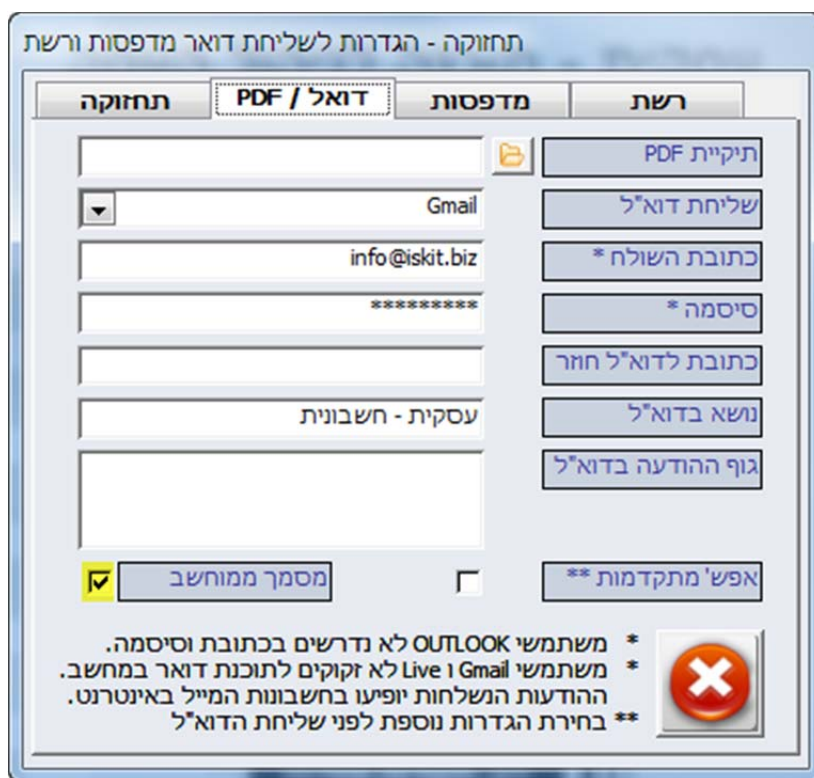 תחזוקה - הגדרות לשליחת דואר מדפסות ורשת
רשת מדפסות דואל / PDF תחזוקה
תיקיית PDF
שליחת דוא"ל Gmail
כתובת השולח * info@iskit.biz
סיסמה * *********
כתובת לדוא"ל חוזר
נושא בדוא"ל עסקית - חשבונית
גוף ההודעה בדוא"ל
אפש' מתקדמות ** מסמך ממוחשב
* משתמשי OUTLOOK לא נדרשים בכתובת וסיסמה.
* משתמשי Gmail ו Live לא זקוקים לתוכנת דואר במחשב.
ההודעות הנשלחות יופיעו בחשבונות המייל באינטרנט.
** בחירת הגדרות נוספת לפני שליחת הדוא"ל